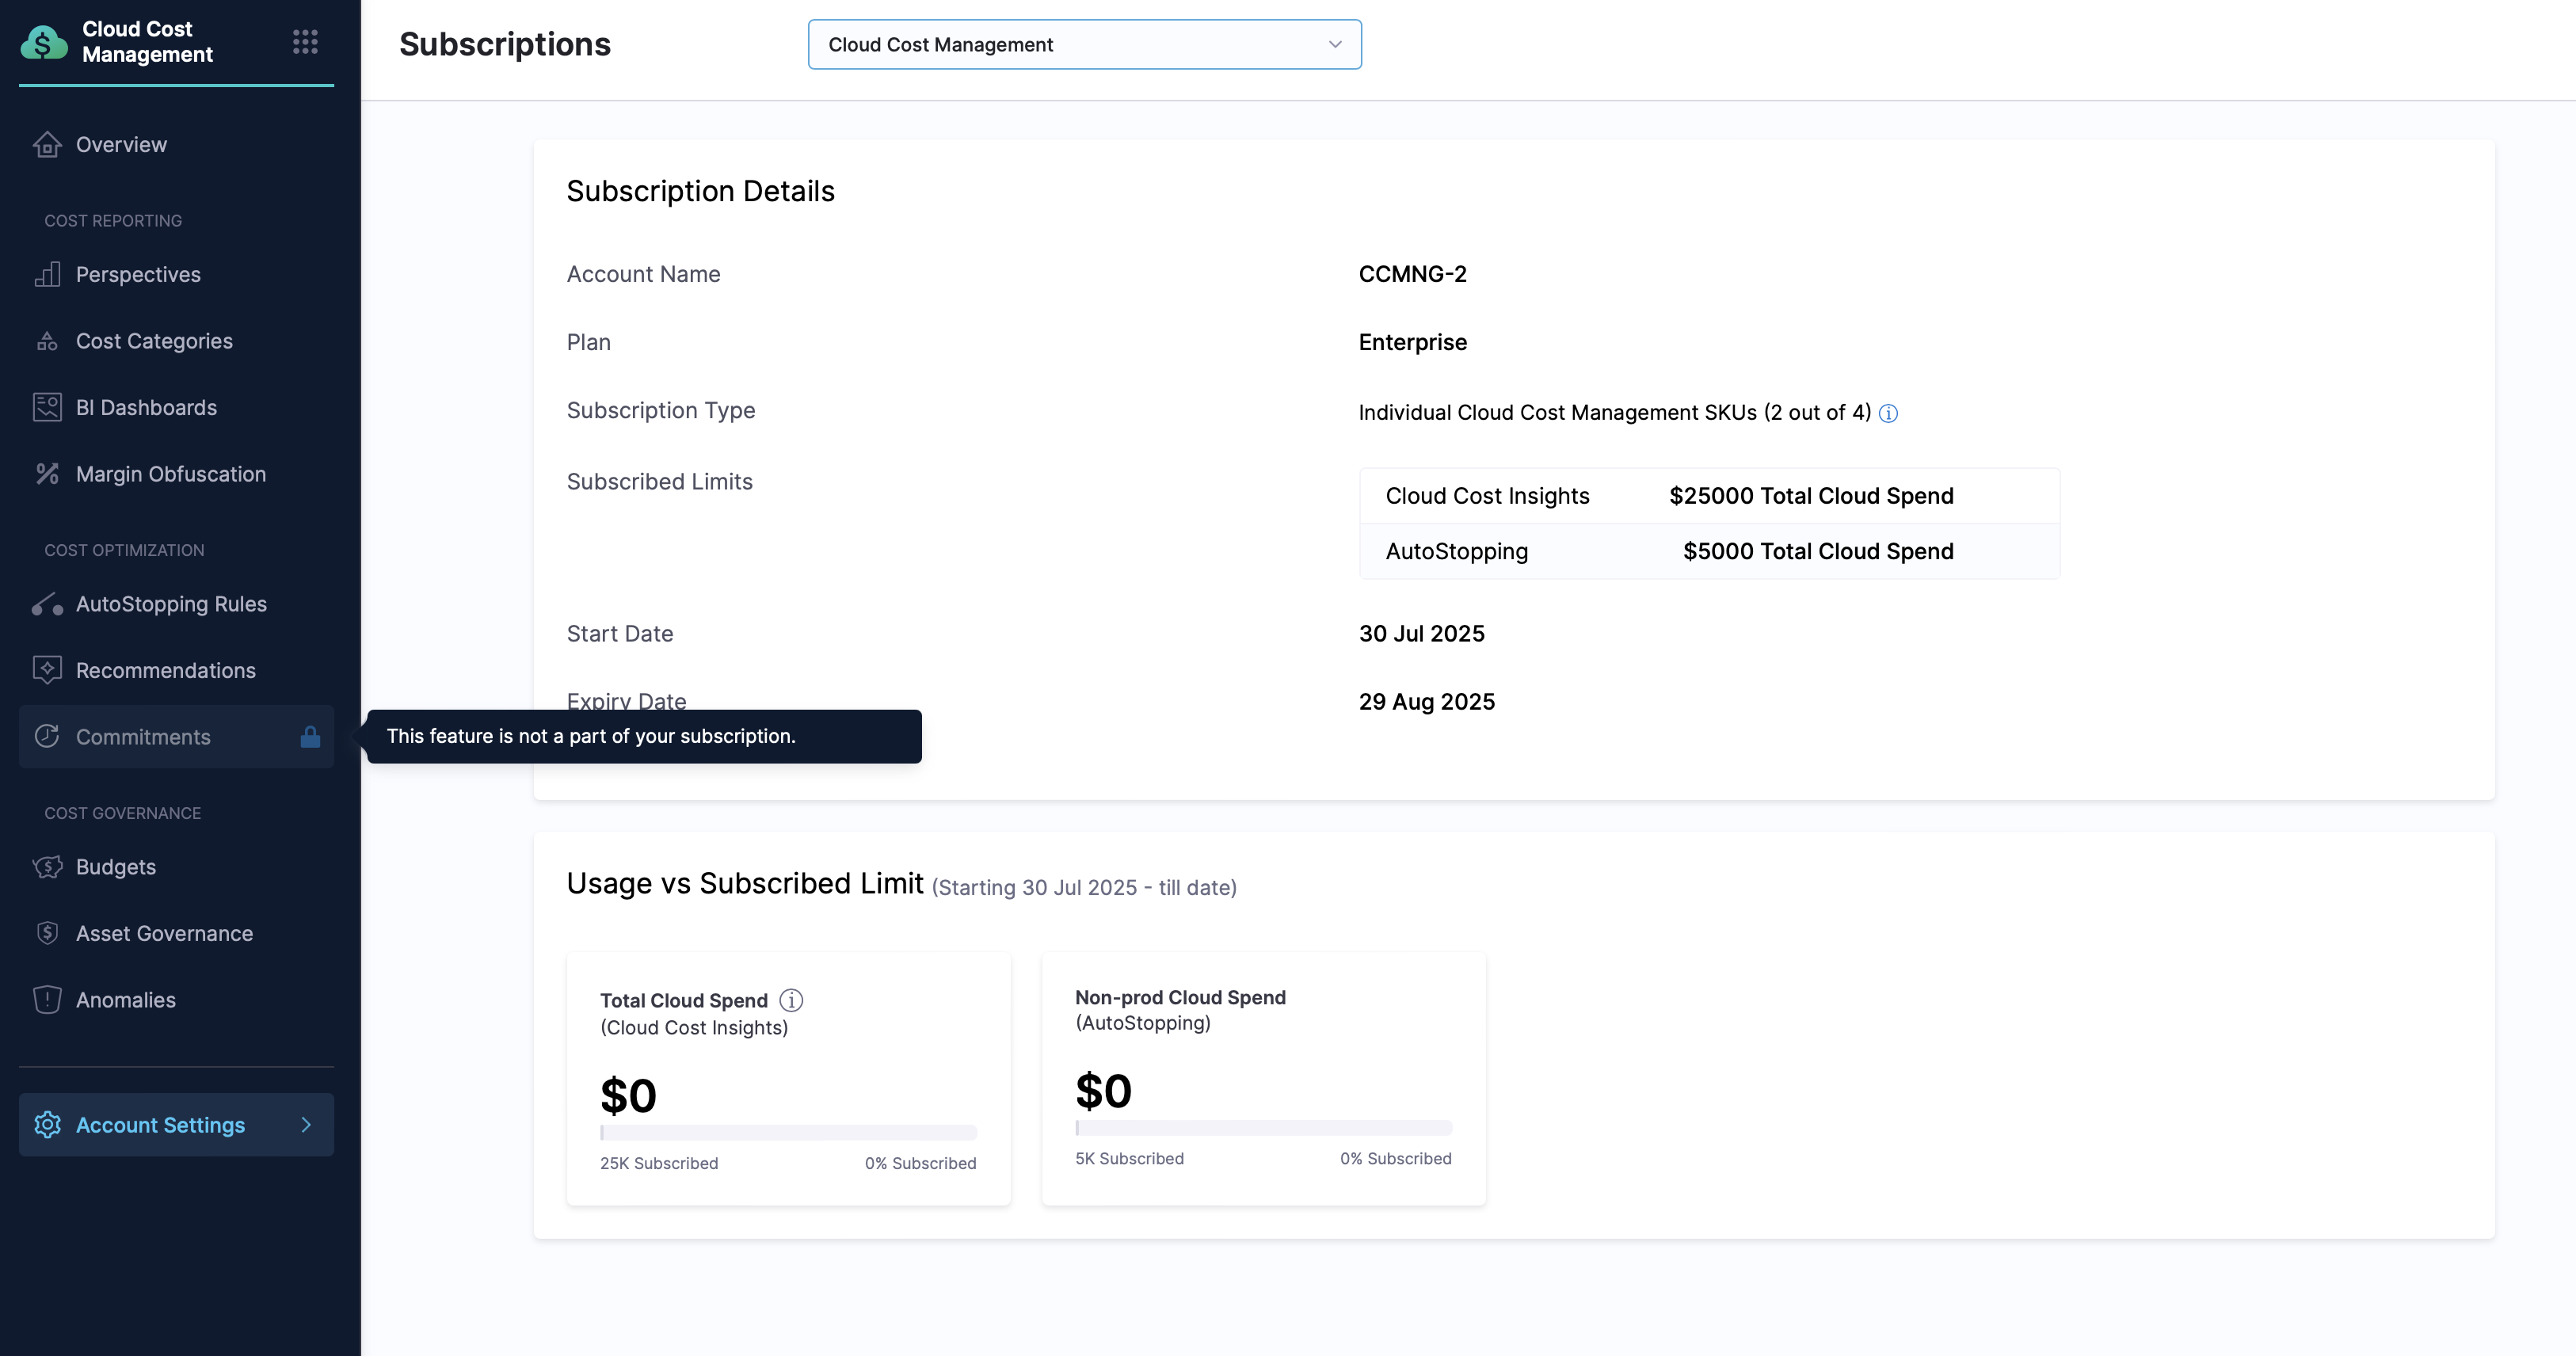 Cloud Cost
Management
Overview
COST REPORTING
Perspectives
Cost Categories
BI Dashboards
Margin Obfuscation
COST OPTIMIZATION
AutoStopping Rules
Recommendations
Commitments
COST GOVERNANCE
Budgets
Asset Governance
Anomalies
Account Settings
Subscriptions
Cloud Cost Management
Subscription Details
Account Name CCMNG-2
Plan Enterprise
Subscription Type Individual Cloud Cost Management SKUs (2 out of 4)
Subscribed Limits
Cloud Cost Insights $25000 Total Cloud Spend
AutoStopping $5000 Total Cloud Spend
Start Date 30 Jul 2025
Expiry Date 29 Aug 2025
This feature is not a part of your subscription.
Usage vs Subscribed Limit (Starting 30 Jul 2025 - till date)
Total Cloud Spend
(Cloud Cost Insights)
$0
25K Subscribed 0% Subscribed
Non-prod Cloud Spend
(AutoStopping)
$0
5K Subscribed 0% Subscribed